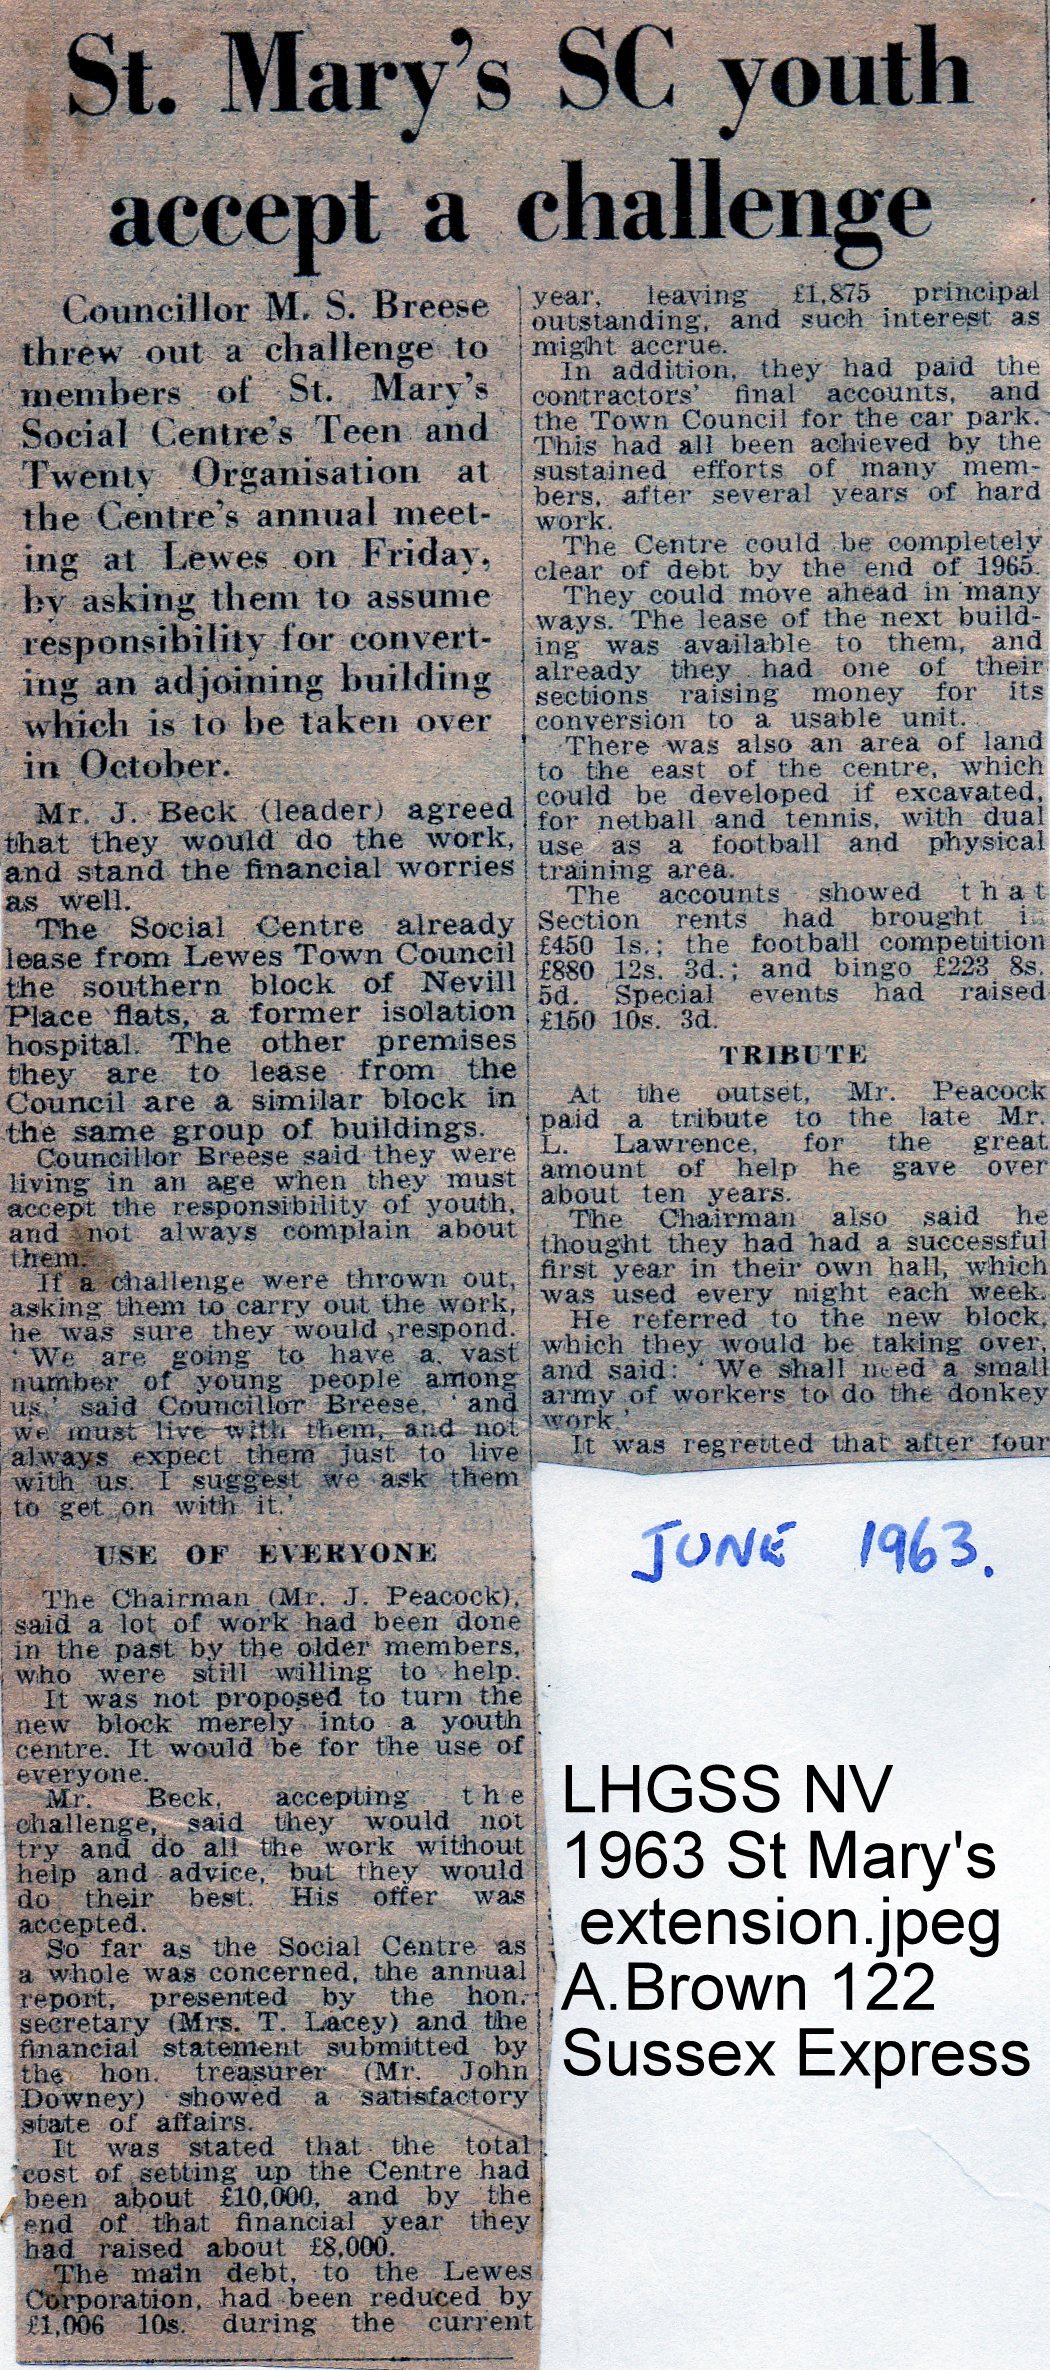 St. Mary's SC youth
accept a challenge
Councillor M. S. Breese
threw out a challenge to
members of St. Mary's
Social Centre's Teen and
Twenty Organisation at
the Centre's annual meet-
ing at Lewes on Friday,
by asking them to assume
responsibility for convert-
ing an adjoining building
which is to be taken over
in October.
Mr. J. Beck (leader) agreed
that they would do the work,
and stand the financial worries
as well.
The Social Centre already
lease from Lewes Town Council
the southern block of Nevill
Place flats, a former isolation
hospital. The other premises
they are to lease from the
Council are a similar block in
the same group of buildings.
Councillor Breese said they were
living in an age when they must
accept the responsibility of youth,
and not always complain about
them.
If a challenge were thrown out,
asking them to carry out the work,
he was sure they would respond.
'We are going to have a vast
number of young people among
us,' said Councillor Breese, 'and
we must live with them, and not
always expect them just to live
with us. I suggest we ask them
to get on with it.'
USE OF EVERYONE
The Chairman (Mr. J. Peacock),
said a lot of work had been done
in the past by the older members,
who were still willing to help.
It was not proposed to turn the
new block merely into a youth
centre. It would be for the use of
everyone.
Mr. Beck, accepting the
challenge, said they would not
try and do all the work without
help and advice, but they would
do their best. His offer was
accepted.
So far as the Social Centre as
a whole was concerned, the annual
report, presented by the hon.
secretary (Mrs. T. Lacey) and the
financial statement submitted by
the hon. treasurer (Mr. John
Downey) showed a satisfactory
state of affairs.
It was stated that the total
cost of setting up the Centre had
been about £10,000, and by the
end of that financial year they
had raised about £8,000.
The main debt, to the Lewes
Corporation, had been reduced by
£1,006 10s. during the current
year, leaving £1,875 principal
outstanding, and such interest as
might accrue.
In addition, they had paid the
contractors' final accounts, and
the Town Council for the car park.
This had all been achieved by the
sustained efforts of many mem-
bers, after several years of hard
work.
The Centre could be completely
clear of debt by the end of 1965.
They could move ahead in many
ways. The lease of the next build-
ing was available to them, and
already they had one of their
sections raising money for its
conversion to a usable unit.
There was also an area of land
to the east of the centre, which
could be developed if excavated,
for netball and tennis, with dual
use as a football and physical
training area.
The accounts showed that
Section rents had brought
£450 1s.; the football competition
£880 12s. 3d.; and bingo £223 8s.
5d. Special events had raised
£150 10s. 3d.
TRIBUTE
At the outset, Mr. Peacock
paid a tribute to the late Mr.
L. Lawrence, for the great
amount of help he gave over
about ten years.
The Chairman also said he
thought they had had a successful
first year in their own hall, which
was used every night each week.
He referred to the new block,
which they would be taking over,
and said: 'We shall need a small
army of workers to do the donkey
work.'
It was regretted that after four
JUNE 1963.
LHGSS NV
1963 St Mary's
extension.jpeg
A.Brown 122
Sussex Express